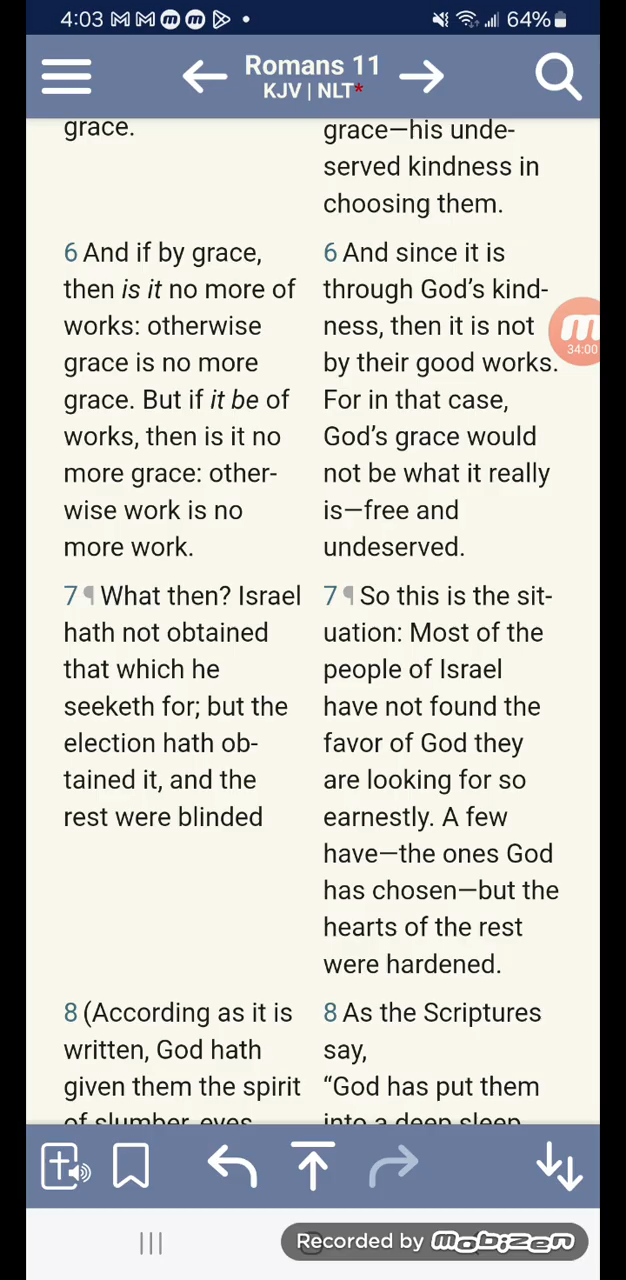 4:03
64%
Romans 11
KJV | NLT*
grace.
6 And if by grace,
then is it no more of
works: otherwise
grace is no more
grace. But if it be of
works, then is it no
more grace: other-
wise work is no
more work.
7 ¶ What then? Israel
hath not obtained
that which he
seeketh for; but the
election hath ob-
tained it, and the
rest were blinded
8 (According as it is
written, God hath
given them the spirit
of slumber, eyes
grace—his unde-
served kindness in
choosing them.
6 And since it is
through God’s kind-
ness, then it is not
by their good works.
For in that case,
God’s grace would
not be what it really
is—free and
undeserved.
7 ¶ So this is the sit-
uation: Most of the
people of Israel
have not found the
favor of God they
are looking for so
earnestly. A few
have—the ones God
has chosen—but the
hearts of the rest
were hardened.
8 As the Scriptures
say,
“God has put them
into a deep sleep
34:00
Recorded by mobizen